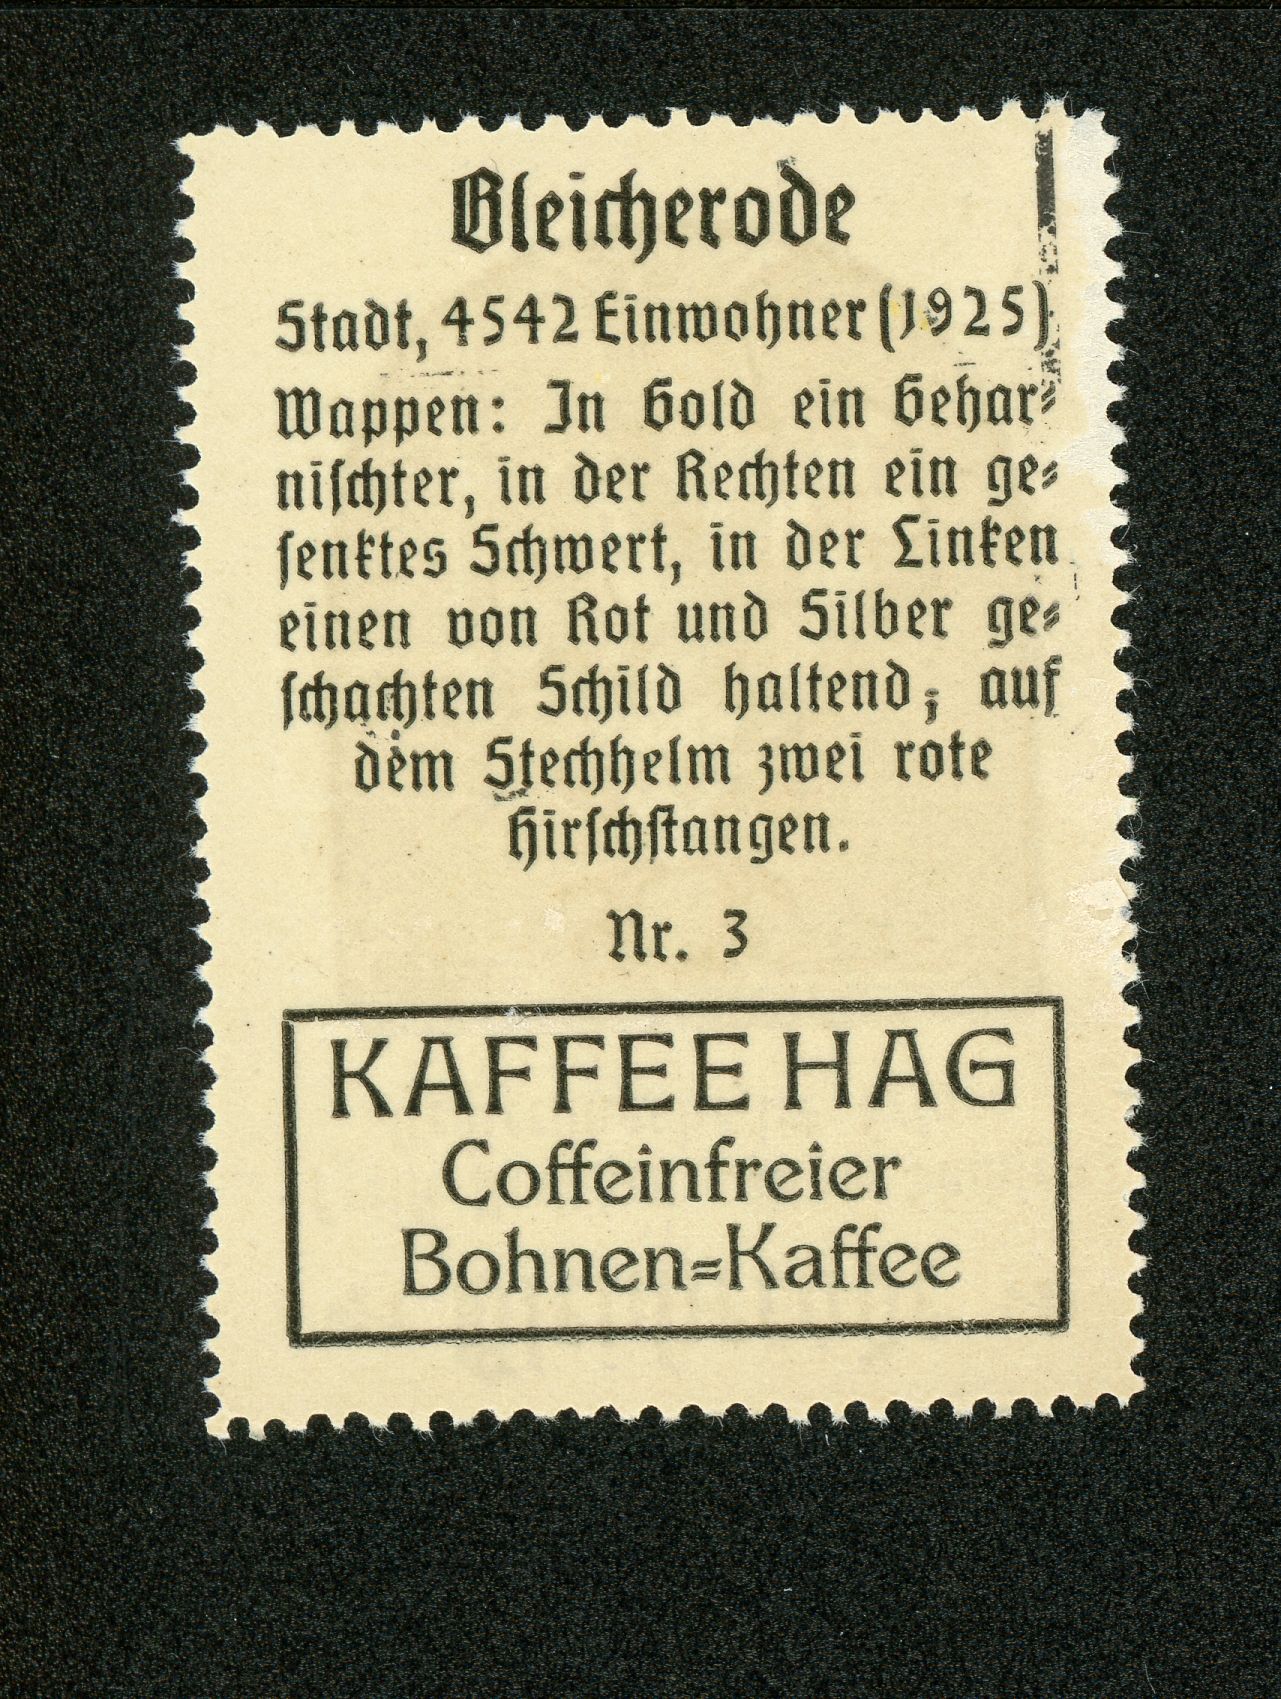 Bleicherode
Stadt, 4542 Einwohner (1925)
Wappen: In Gold ein Gehar⸗
niſchter, in der Rechten ein ge⸗
ſenktes Schwert, in der Linken
einen von Rot und Silber ge⸗
ſchachten Schild haltend; auf
dem Stechhelm zwei rote
Hirſchſtangen.
Nr. 3
KAFFEE HAG
Coffeinfreier
Bohnen⸗Kaffee